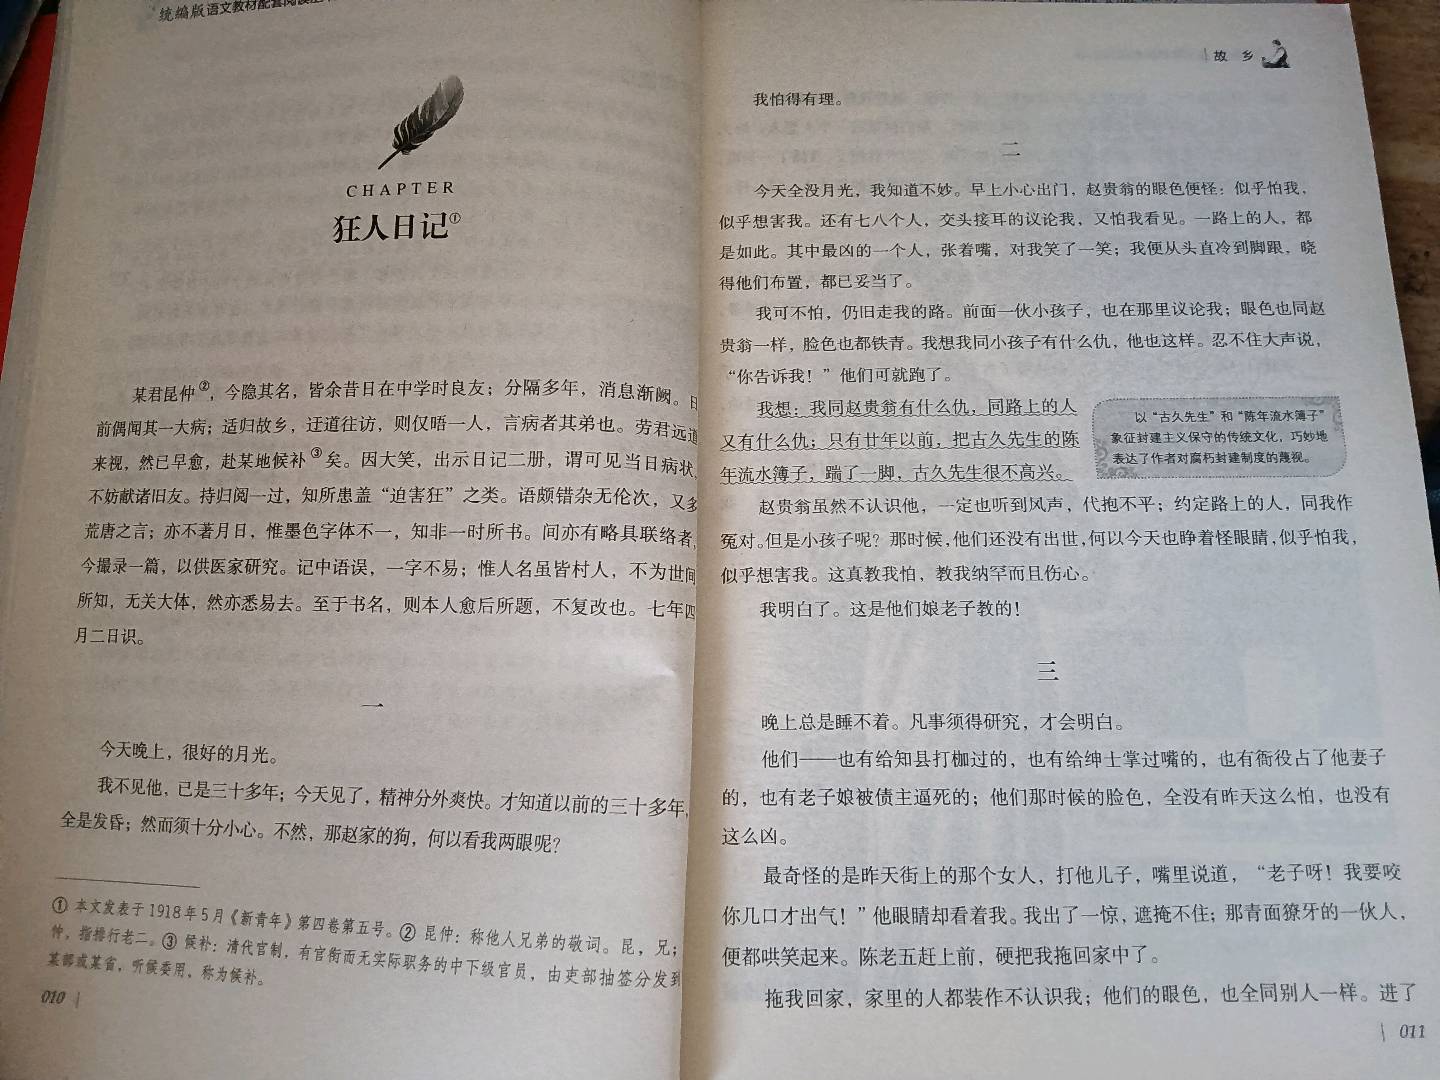 统编版语文教材配套阅读
CHAPTER
狂人日记①
某君昆仲②，今隐其名，皆余昔日在中学时良友；分隔多年，消息渐阙。日
前偶闻其一大病；适归故乡，迂道往访，则仅晤一人，言病者其弟也。劳君远道
来视，然已早愈，赴某地候补③矣。因大笑，出示日记二册，谓可见当日病状，
不妨献诸旧友。持归阅一过，知所患盖“迫害狂”之类。语颇错杂无伦次，又多
荒唐之言；亦不著月日，惟墨色字体不一，知非一时所书。间亦有略具联络者，
今撮录一篇，以供医家研究。记中语误，一字不易；惟人名虽皆村人，不为世间
所知，无关大体，然亦悉易去。至于书名，则本人愈后所题，不复改也。七年四
月二日识。
一
今天晚上，很好的月光。
我不见他，已是三十多年；今天见了，精神分外爽快。才知道以前的三十多年，
全是发昏；然而须十分小心。不然，那赵家的狗，何以看我两眼呢？
① 本文发表于1918年5月《新青年》第四卷第五号。② 昆仲：称他人兄弟的敬词。昆，兄；
仲，指排行老二。③ 候补：清代官制，有官衔而无实际职务的中下级官员，由吏部抽签分发到
某部或某省，听候委用，称为候补。
010
故 乡
我怕得有理。
二
今天全没月光，我知道不妙。早上小心出门，赵贵翁的眼色便怪：似乎怕我，
似乎想害我。还有七八个人，交头接耳的议论我，又怕我看见。一路上的人，都
是如此。其中最凶的一个人，张着嘴，对我笑了一笑；我便从头直冷到脚跟，晓
得他们布置，都已妥当了。
我可不怕，仍旧走我的路。前面一伙小孩子，也在那里议论我；眼色也同赵
贵翁一样，脸色也都铁青。我想我同小孩子有什么仇，他也这样。忍不住大声说，
“你告诉我！”他们可就跑了。
我想：我同赵贵翁有什么仇，同路上的人
又有什么仇；只有廿年以前，把古久先生的陈
年流水簿子，踹了一脚，古久先生很不高兴。
以“古久先生”和“陈年流水簿子”
象征封建主义保守的传统文化，巧妙地
表达了作者对腐朽封建制度的蔑视。
赵贵翁虽然不认识他，一定也听到风声，代抱不平；约定路上的人，同我作
冤对。但是小孩子呢？那时候，他们还没有出世，何以今天也睁着怪眼睛，似乎怕我，
似乎想害我。这真教我怕，教我纳罕而且伤心。
我明白了。这是他们娘老子教的！
三
晚上总是睡不着。凡事须得研究，才会明白。
他们——也有给知县打枷过的，也有给绅士掌过嘴的，也有衙役占了他妻子
的，也有老子娘被债主逼死的；他们那时候的脸色，全没有昨天这么怕，也没有
这么凶。
最奇怪的是昨天街上的那个女人，打他儿子，嘴里说道，“老子呀！我要咬
你几口才出气！”他眼睛却看着我。我出了一惊，遮掩不住；那青面獠牙的一伙人，
便都哄笑起来。陈老五赶上前，硬把我拖回家中了。
拖我回家，家里的人都装作不认识我；他们的眼色，也全同别人一样。进了
011